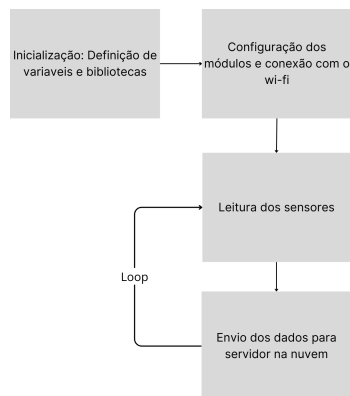 Inicialização: Definição de
variaveis e bibliotecas
Configuração dos
módulos e conexão com o
wi-fi
Leitura dos sensores
Loop
Envio dos dados para
servidor na nuvem